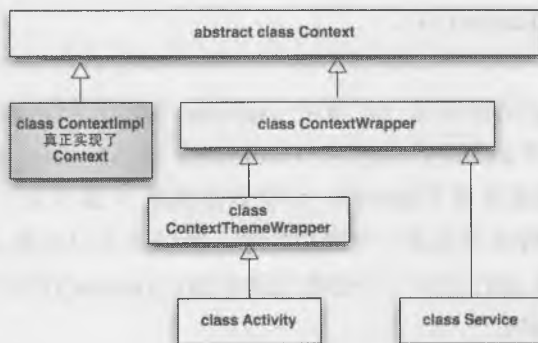 abstract class Context
class ContextImpl
真正实现了
Context
class ContextWrapper
class
ContextThemeWrapper
class Activity
class Service